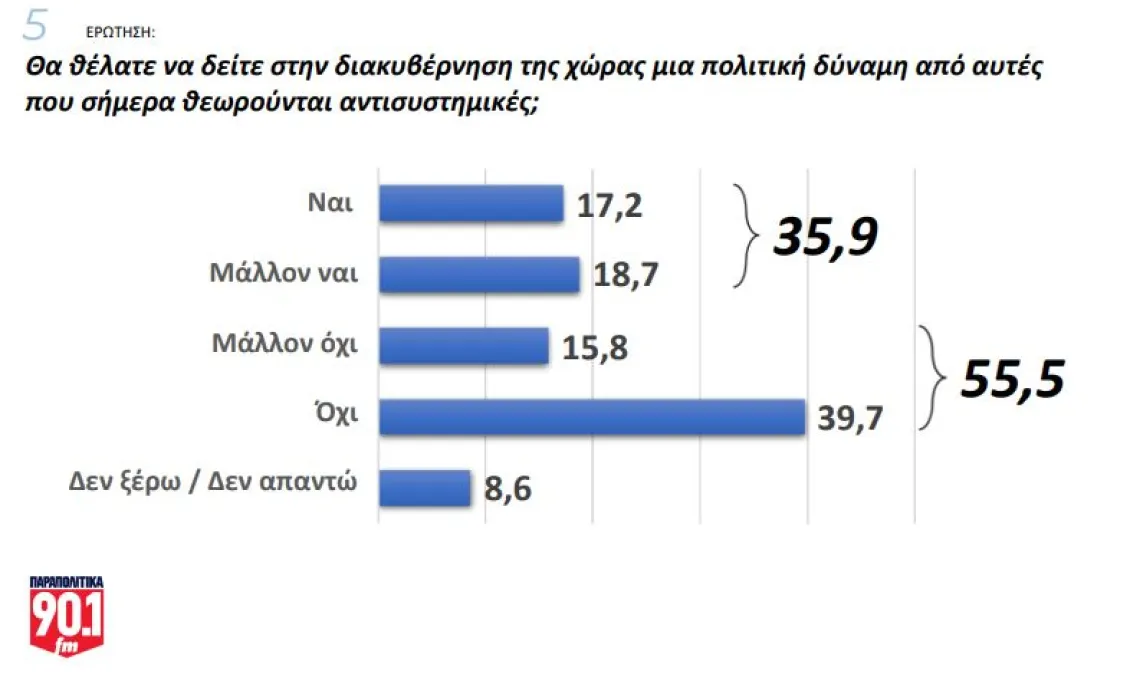 5
ΕΡΩΤΗΣΗ:
Θα θέλατε να δείτε στην διακυβέρνηση της χώρας μια πολιτική δύναμη από αυτές
που σήμερα θεωρούνται αντισυστημικές;
Ναι 17,2
Μάλλον ναι 18,7
35,9
Μάλλον όχι 15,8
Όχι 39,7
55,5
Δεν ξέρω / Δεν απαντώ 8,6
ΠΑΡΑΠΟΛΙΤΙΚΑ
90.1
fm